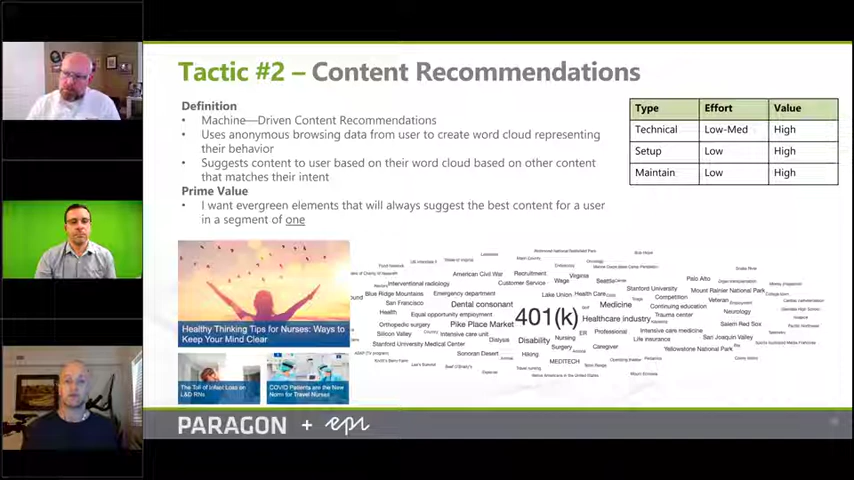 Tactic #2 – Content Recommendations
Definition
• Machine—Driven Content Recommendations
• Uses anonymous browsing data from user to create word cloud representing
their behavior
• Suggests content to user based on their word cloud based on other content
that matches their intent
Prime Value
• I want evergreen elements that will always suggest the best content for a user
in a segment of one
Type Effort Value
Technical Low-Med High
Setup Low High
Maintain Low High
Healthy Thinking Tips for Nurses: Ways to
Keep Your Mind Clear
The Toll of Infant Loss on
L&D RNs
COVID Patients are the New
Norm for Travel Nurses
American Civil War
Recruitment
Customer Service
Wage
Virginia
Seattle
Palo Alto
Interventional radiology
Stanford University
Mount Rainier National Park
Blue Ridge Mountains
Emergency department
Lake Union
Health Care
Competition
Veteran
San Francisco
Dental consonant
Medicine
Continuing education
Health
Equal opportunity employment
401(k)
Healthcare industry
Trauma center
Neurology
Orthopedic surgery
Pike Place Market
Salem Red Sox
Silicon Valley
Intensive care unit
ER
Professional
Intensive care medicine
Stanford University Medical Center
Dialysis
Disability
Nursing
Life insurance
San Joaquin Valley
Surgery
Caregiver
Sonoran Desert
Hiking
Yellowstone National Park
MEDITECH
PARAGON + epi